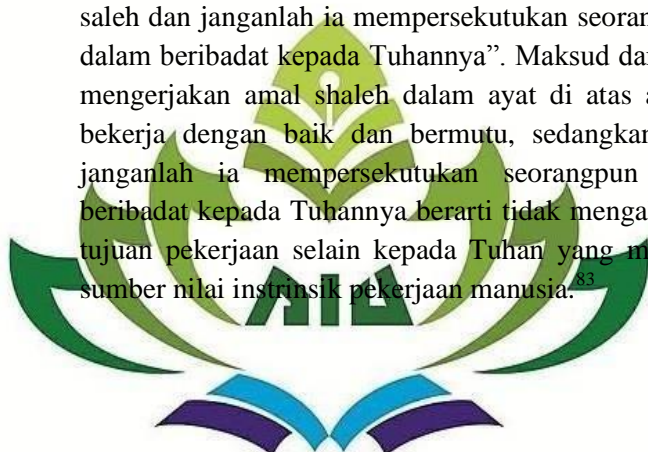 saleh dan janganlah ia mempersekutukan seoran
dalam beribadat kepada Tuhannya”. Maksud da
mengerjakan amal shaleh dalam ayat di atas a
bekerja dengan baik dan bermutu, sedangkan
janganlah ia mempersekutukan seorangpun
beribadat kepada Tuhannya berarti tidak menga
tujuan pekerjaan selain kepada Tuhan yang m
sumber nilai instrinsik pekerjaan manusia.83